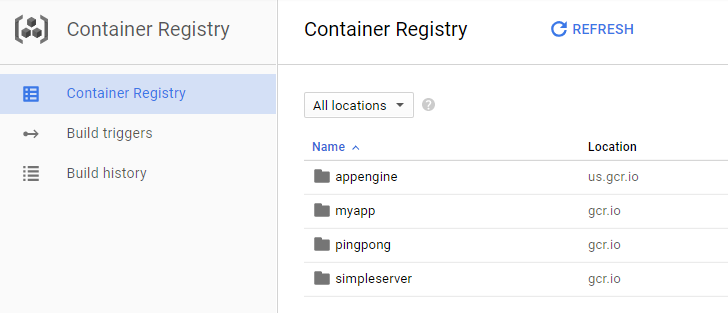 Container Registry
Container Registry
Build triggers
Build history
Container Registry REFRESH
All locations ?
Name Location
appengine us.gcr.io
myapp gcr.io
pingpong gcr.io
simpleserver gcr.io